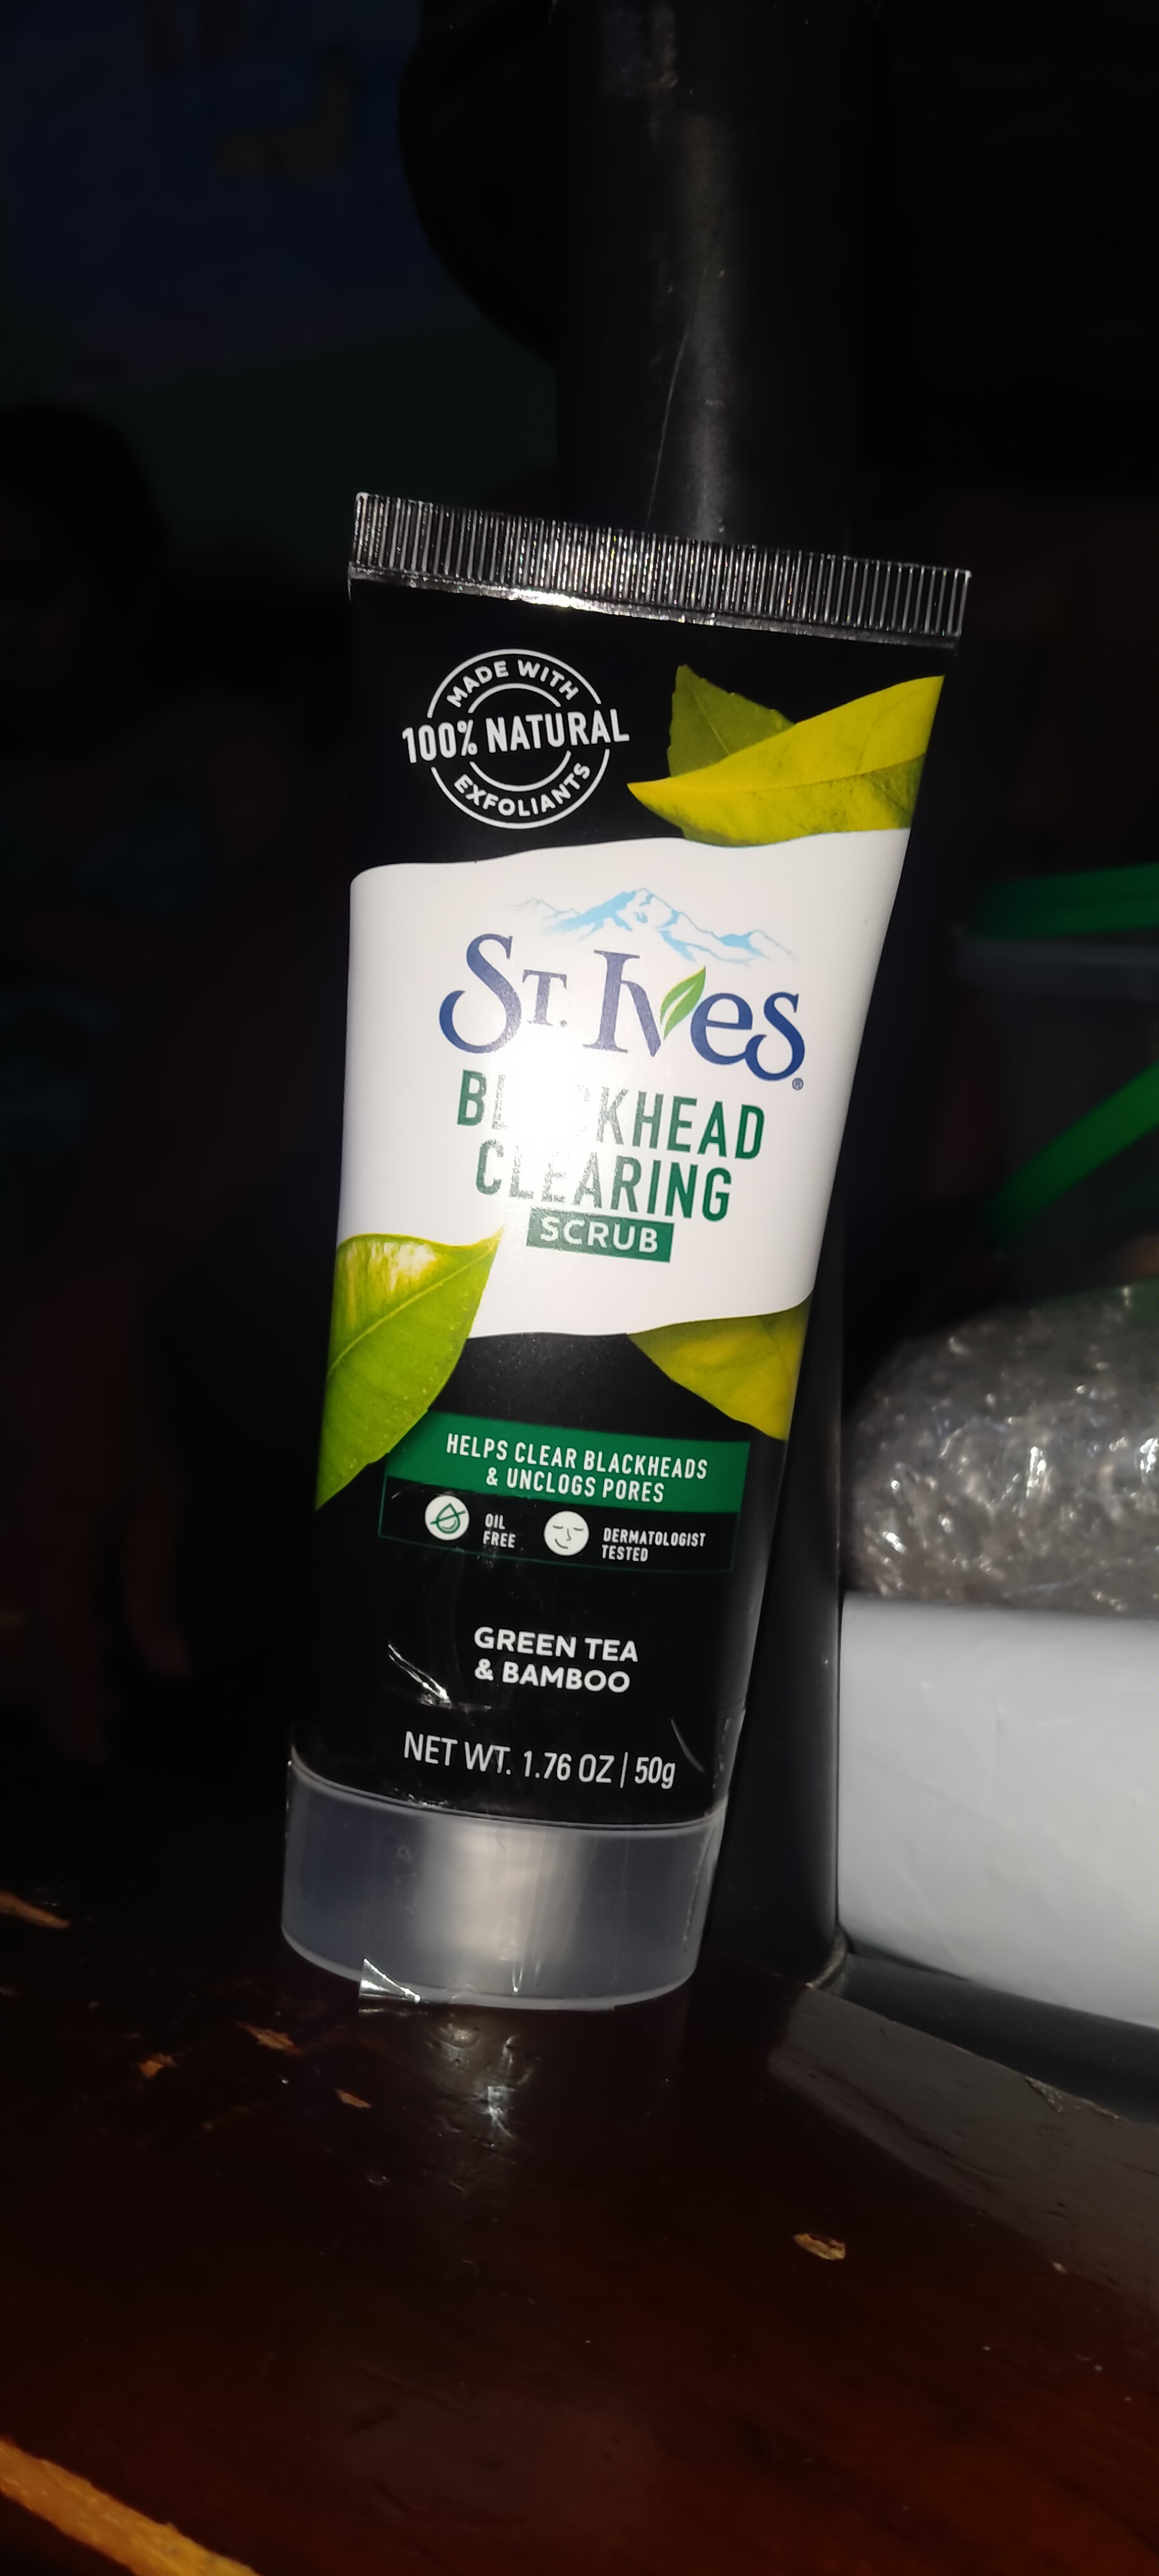 MADE WITH
100% NATURAL
EXFOLIANTS
ST. IVES®
BLACKHEAD
CLEARING
SCRUB
HELPS CLEAR BLACKHEADS
& UNCLOGS PORES
OIL
FREE
DERMATOLOGIST
TESTED
GREEN TEA
& BAMBOO
NET WT. 1.76 OZ | 50g